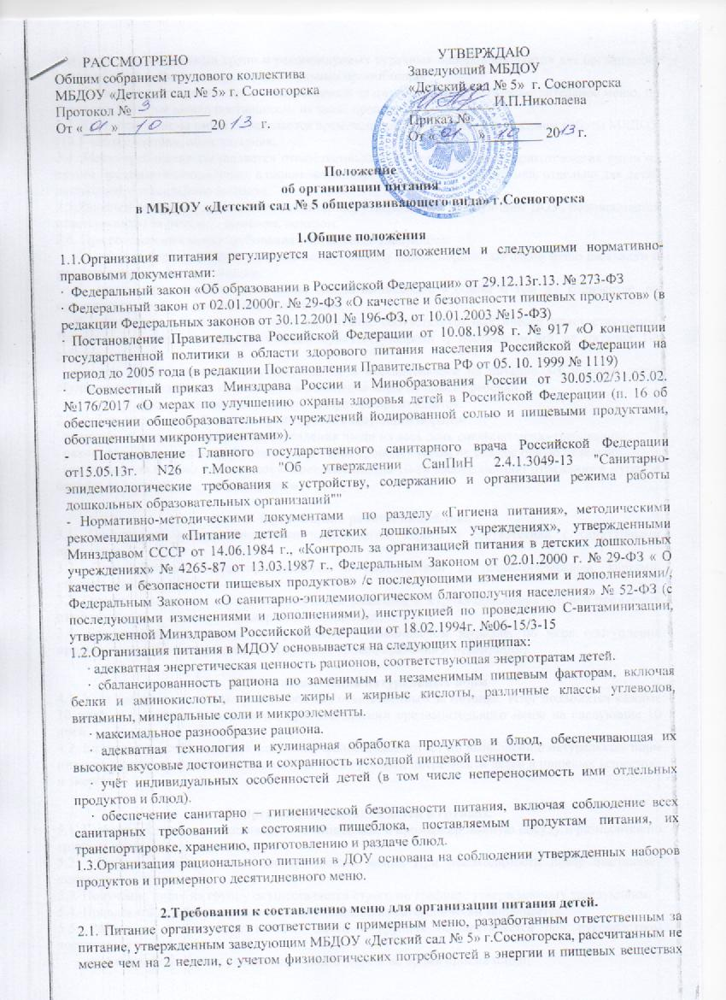 РАССМОТРЕНО
Общим собранием трудового коллектива
МБДОУ «Детский сад № 5» г. Сосногорска
Протокол № 3
От « 01 » 10 2013 г.
УТВЕРЖДАЮ
Заведующий МБДОУ
«Детский сад № 5» г. Сосногорска
И.П.Николаева
Приказ №
От « 01 » 10 2013 г.
Положение
об организации питания
в МБДОУ «Детский сад № 5 общеразвивающего вида» г.Сосногорска
1.Общие положения
1.1.Организация питания регулируется настоящим положением и следующими нормативно-
правовыми документами:
· Федеральный закон «Об образовании в Российской Федерации» от 29.12.13г.13. № 273-ФЗ
· Федеральный закон от 02.01.2000г. № 29-ФЗ «О качестве и безопасности пищевых продуктов» (в
редакции Федеральных законов от 30.12.2001 № 196-ФЗ, от 10.01.2003 №15-ФЗ)
· Постановление Правительства Российской Федерации от 10.08.1998 г. № 917 «О концепции
государственной политики в области здорового питания населения Российской Федерации на
период до 2005 года (в редакции Постановления Правительства РФ от 05. 10. 1999 № 1119)
· Совместный приказ Минздрава России и Минобразования России от 30.05.02/31.05.02.
№176/2017 «О мерах по улучшению охраны здоровья детей в Российской Федерации (п. 16 об
обеспечении общеобразовательных учреждений йодированной солью и пищевыми продуктами,
обогащенными микронутриентами»).
- Постановление Главного государственного санитарного врача Российской Федерации
от15.05.13г. N26 г.Москва "Об утверждении СанПиН 2.4.1.3049-13 "Санитарно-
эпидемиологические требования к устройству, содержанию и организации режима работы
дошкольных образовательных организаций""
- Нормативно-методическими документами по разделу «Гигиена питания», методическими
рекомендациями «Питание детей в детских дошкольных учреждениях», утвержденными
Минздравом СССР от 14.06.1984 г., «Контроль за организацией питания в детских дошкольных
учреждениях» № 4265-87 от 13.03.1987 г., Федеральным Законом от 02.01.2000 г. № 29-ФЗ « О
качестве и безопасности пищевых продуктов» /с последующими изменениями и дополнениями/,
Федеральным Законом «О санитарно-эпидемиологическом благополучия населения» № 52-ФЗ (с
последующими изменениями и дополнениями), инструкцией по проведению С-витаминизации,
утвержденной Минздравом Российской Федерации от 18.02.1994г. №06-15/3-15
1.2.Организация питания в МДОУ основывается на следующих принципах:
· адекватная энергетическая ценность рационов, соответствующая энерготратам детей.
· сбалансированность рациона по заменимым и незаменимым пищевым факторам, включая
белки и аминокислоты, пищевые жиры и жирные кислоты, различные классы углеводов,
витамины, минеральные соли и микроэлементы.
· максимальное разнообразие рациона.
· адекватная технология и кулинарная обработка продуктов и блюд, обеспечивающая их
высокие вкусовые достоинства и сохранность исходной пищевой ценности.
· учёт индивидуальных особенностей детей (в том числе непереносимость ими отдельных
продуктов и блюд).
· обеспечение санитарно – гигиенической безопасности питания, включая соблюдение всех
санитарных требований к состоянию пищеблока, поставляемым продуктам питания, их
транспортировке, хранению, приготовлению и раздаче блюд.
1.3.Организация рационального питания в ДОУ основана на соблюдении утвержденных наборов
продуктов и примерного десятидневного меню.
2.Требования к составлению меню для организации питания детей.
2.1. Питание организуется в соответствии с примерным меню, разработанным ответственным за
питание, утвержденным заведующим МБДОУ «Детский сад № 5» г.Сосногорска, рассчитанным не
менее чем на 2 недели, с учетом физиологических потребностей в энергии и пищевых веществах